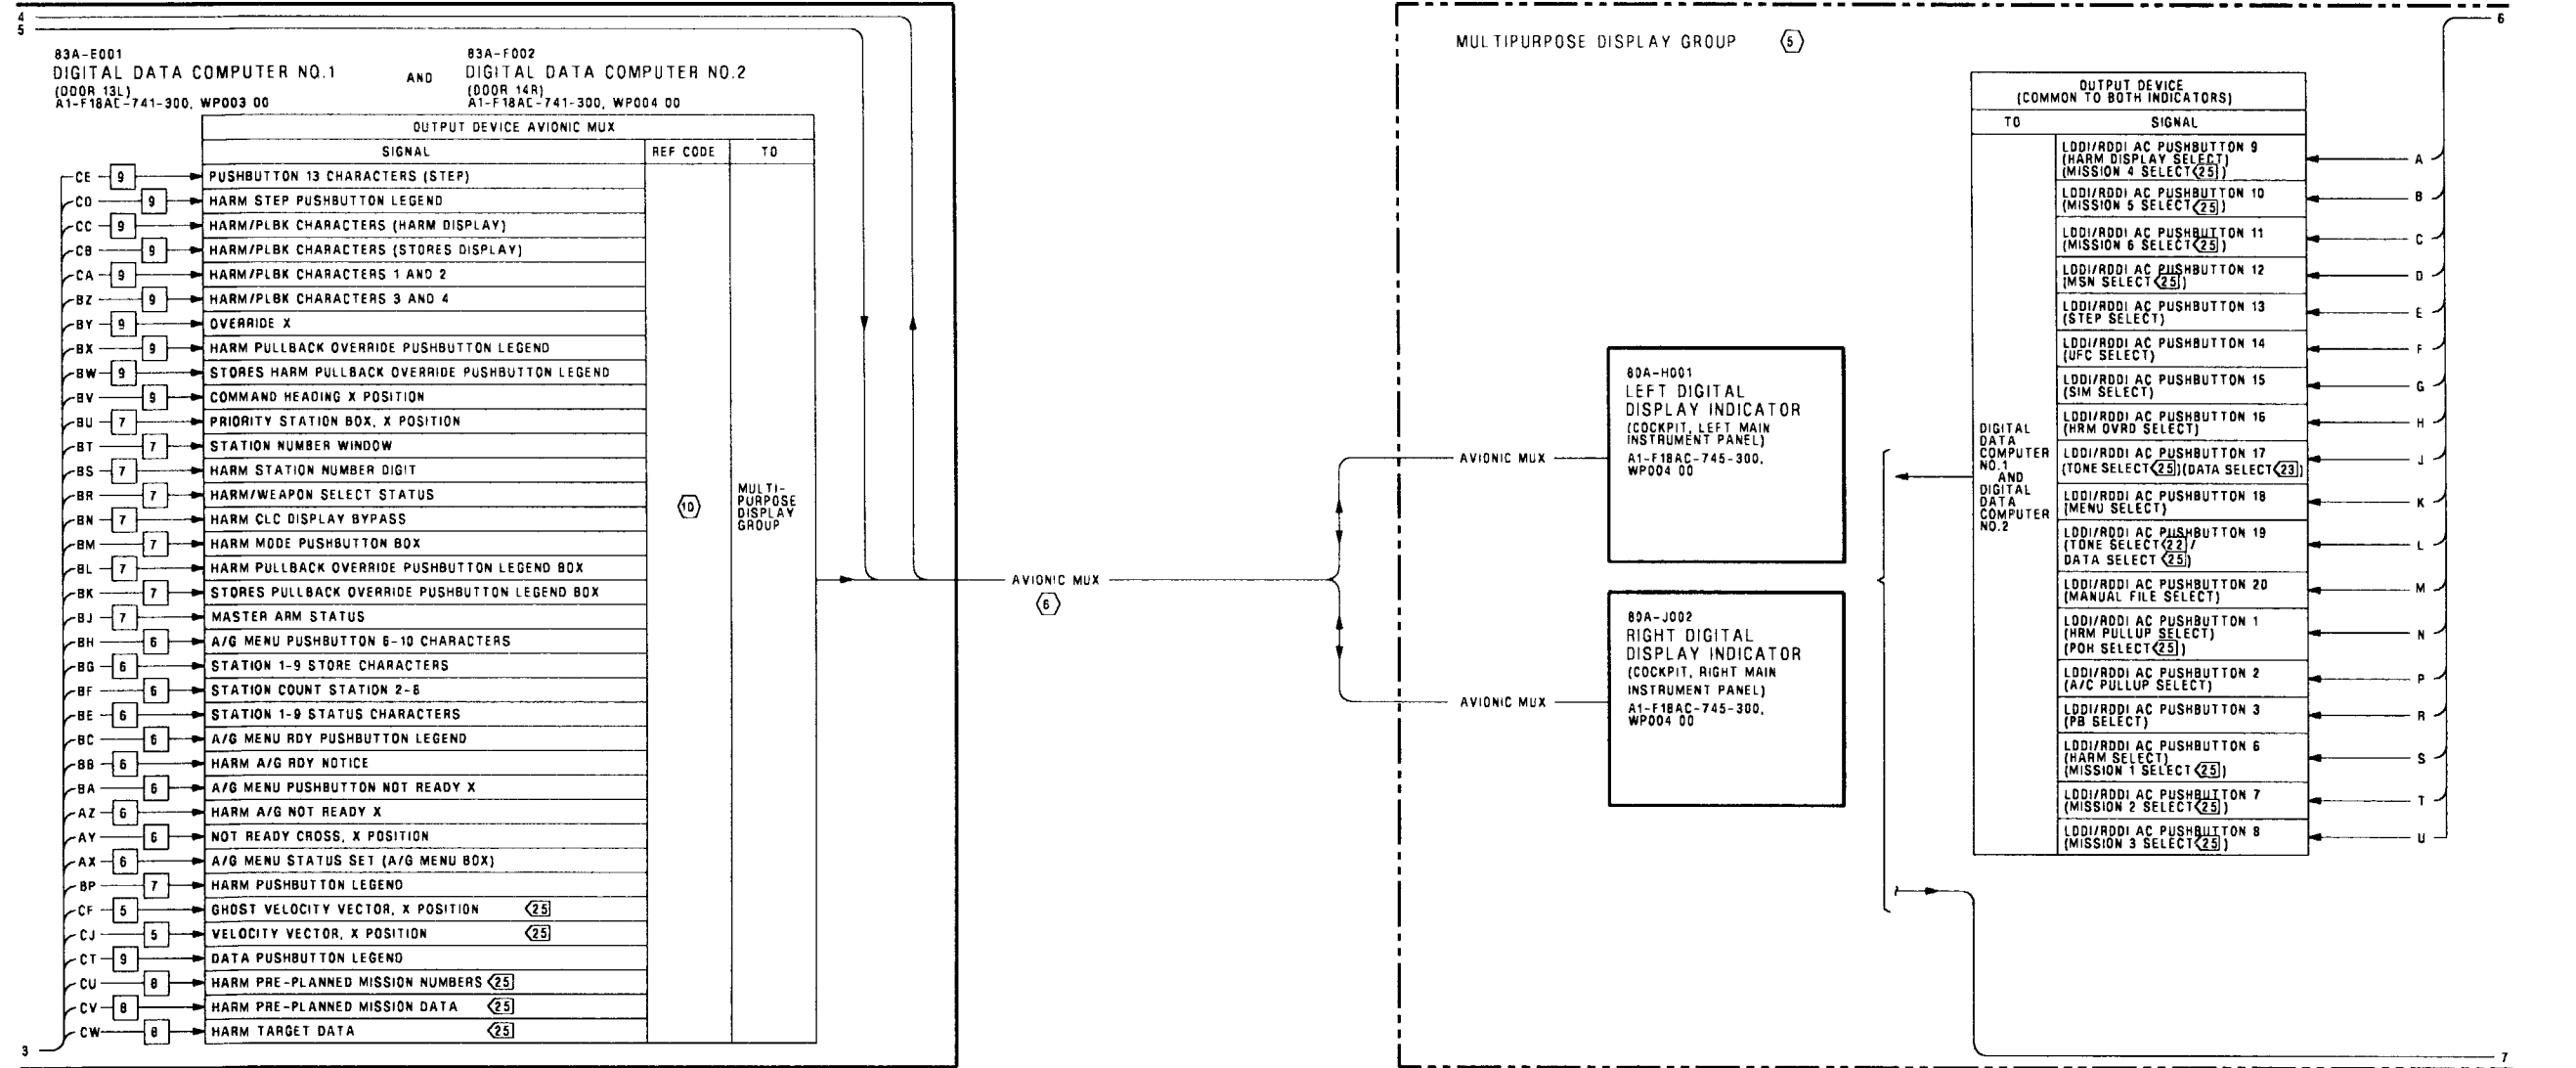 4
5
83A-E001
DIGITAL DATA COMPUTER NO.1
(DOOR 13L)
A1-F18AC-741-300, WP003 00
AND
83A-F002
DIGITAL DATA COMPUTER NO.2
(DOOR 14R)
A1-F18AC-741-300, WP004 00
OUTPUT DEVICE AVIONIC MUX
SIGNAL REF CODE TO
CE 9 PUSHBUTTON 13 CHARACTERS (STEP)
CD 9 HARM STEP PUSHBUTTON LEGEND
CC 9 HARM/PLBK CHARACTERS (HARM DISPLAY)
CB 9 HARM/PLBK CHARACTERS (STORES DISPLAY)
CA 9 HARM/PLBK CHARACTERS 1 AND 2
BZ 9 HARM/PLBK CHARACTERS 3 AND 4
BY 9 OVERRIDE X
BX 9 HARM PULLBACK OVERRIDE PUSHBUTTON LEGEND
BW 9 STORES HARM PULLBACK OVERRIDE PUSHBUTTON LEGEND
BV 9 COMMAND HEADING X POSITION
BU 7 PRIORITY STATION BOX, X POSITION
BT 7 STATION NUMBER WINDOW
BS 7 HARM STATION NUMBER DIGIT
BR 7 HARM/WEAPON SELECT STATUS
BN 7 HARM CLC DISPLAY BYPASS
BM 7 HARM MODE PUSHBUTTON BOX
BL 7 HARM PULLBACK OVERRIDE PUSHBUTTON LEGEND BOX
BK 7 STORES PULLBACK OVERRIDE PUSHBUTTON LEGEND BOX
BJ 7 MASTER ARM STATUS
BH 6 A/G MENU PUSHBUTTON 6-10 CHARACTERS
BG 6 STATION 1-9 STORE CHARACTERS
BF 6 STATION COUNT STATION 2-8
BE 6 STATION 1-9 STATUS CHARACTERS
BC 6 A/G MENU RDY PUSHBUTTON LEGEND
BB 6 HARM A/G RDY NOTICE
BA 6 A/G MENU PUSHBUTTON NOT READY X
AZ 6 HARM A/G NOT READY X
AY 6 NOT READY CROSS, X POSITION
AX 6 A/G MENU STATUS SET (A/G MENU BOX)
BP 7 HARM PUSHBUTTON LEGEND
CF 5 GHOST VELOCITY VECTOR, X POSITION 25
CJ 5 VELOCITY VECTOR, X POSITION 25
CT 9 DATA PUSHBUTTON LEGEND
CU 8 HARM PRE-PLANNED MISSION NUMBERS 25
CV 8 HARM PRE-PLANNED MISSION DATA 25
CW 8 HARM TARGET DATA 25
3
10
MULTI-
PURPOSE
DISPLAY
GROUP
AVIONIC MUX
6
MULTIPURPOSE DISPLAY GROUP 5
AVIONIC MUX
80A-H001
LEFT DIGITAL
DISPLAY INDICATOR
(COCKPIT, LEFT MAIN
INSTRUMENT PANEL)
A1-F18AC-745-300,
WP004 00
AVIONIC MUX
80A-J002
RIGHT DIGITAL
DISPLAY INDICATOR
(COCKPIT, RIGHT MAIN
INSTRUMENT PANEL)
A1-F18AC-745-300,
WP004 00
6
OUTPUT DEVICE
(COMMON TO BOTH INDICATORS)
TO SIGNAL
DIGITAL
DATA
COMPUTER
NO.1
AND
DIGITAL
DATA
COMPUTER
NO.2
LDDI/RDDI AC PUSHBUTTON 9
(HARM DISPLAY SELECT) A
(MISSION 4 SELECT 25)
LDDI/RDDI AC PUSHBUTTON 10
(MISSION 5 SELECT 25) B
LDDI/RDDI AC PUSHBUTTON 11
(MISSION 6 SELECT 25) C
LDDI/RDDI AC PUSHBUTTON 12
(MSN SELECT 25) D
LDDI/RDDI AC PUSHBUTTON 13
(STEP SELECT) E
LDDI/RDDI AC PUSHBUTTON 14
(UFC SELECT) F
LDDI/RDDI AC PUSHBUTTON 15
(SIM SELECT) G
LDDI/RDDI AC PUSHBUTTON 16
(HRM OVRD SELECT) H
LDDI/RDDI AC PUSHBUTTON 17
(TONE SELECT 25)(DATA SELECT 23) J
LDDI/RDDI AC PUSHBUTTON 18
(MENU SELECT) K
LDDI/RDDI AC PUSHBUTTON 19
(TONE SELECT 22 / L
DATA SELECT 25)
LDDI/RDDI AC PUSHBUTTON 20
(MANUAL FILE SELECT) M
LDDI/RDDI AC PUSHBUTTON 1
(HRM PULLUP SELECT) N
(POH SELECT 25)
LDDI/RDDI AC PUSHBUTTON 2
(A/C PULLUP SELECT) P
LDDI/RDDI AC PUSHBUTTON 3
(PB SELECT) R
LDDI/RDDI AC PUSHBUTTON 6
(HARM SELECT) S
(MISSION 1 SELECT 25)
LDDI/RDDI AC PUSHBUTTON 7
(MISSION 2 SELECT 25) T
LDDI/RDDI AC PUSHBUTTON 8
(MISSION 3 SELECT 25) U
7